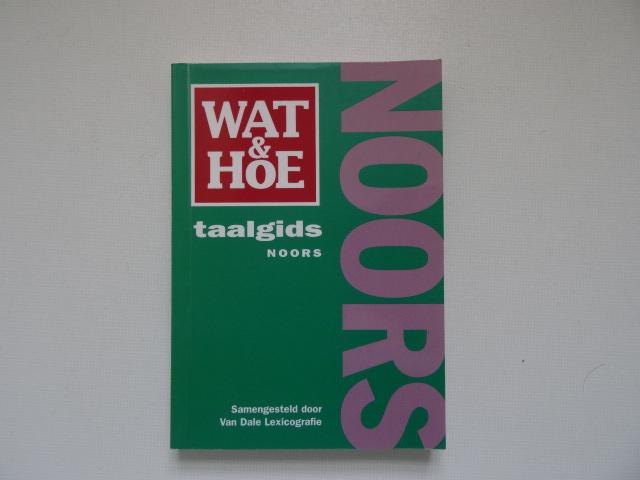 WAT
&
HOE
taalgids
NOORS
NOORS
Samengesteld door
Van Dale Lexicografie